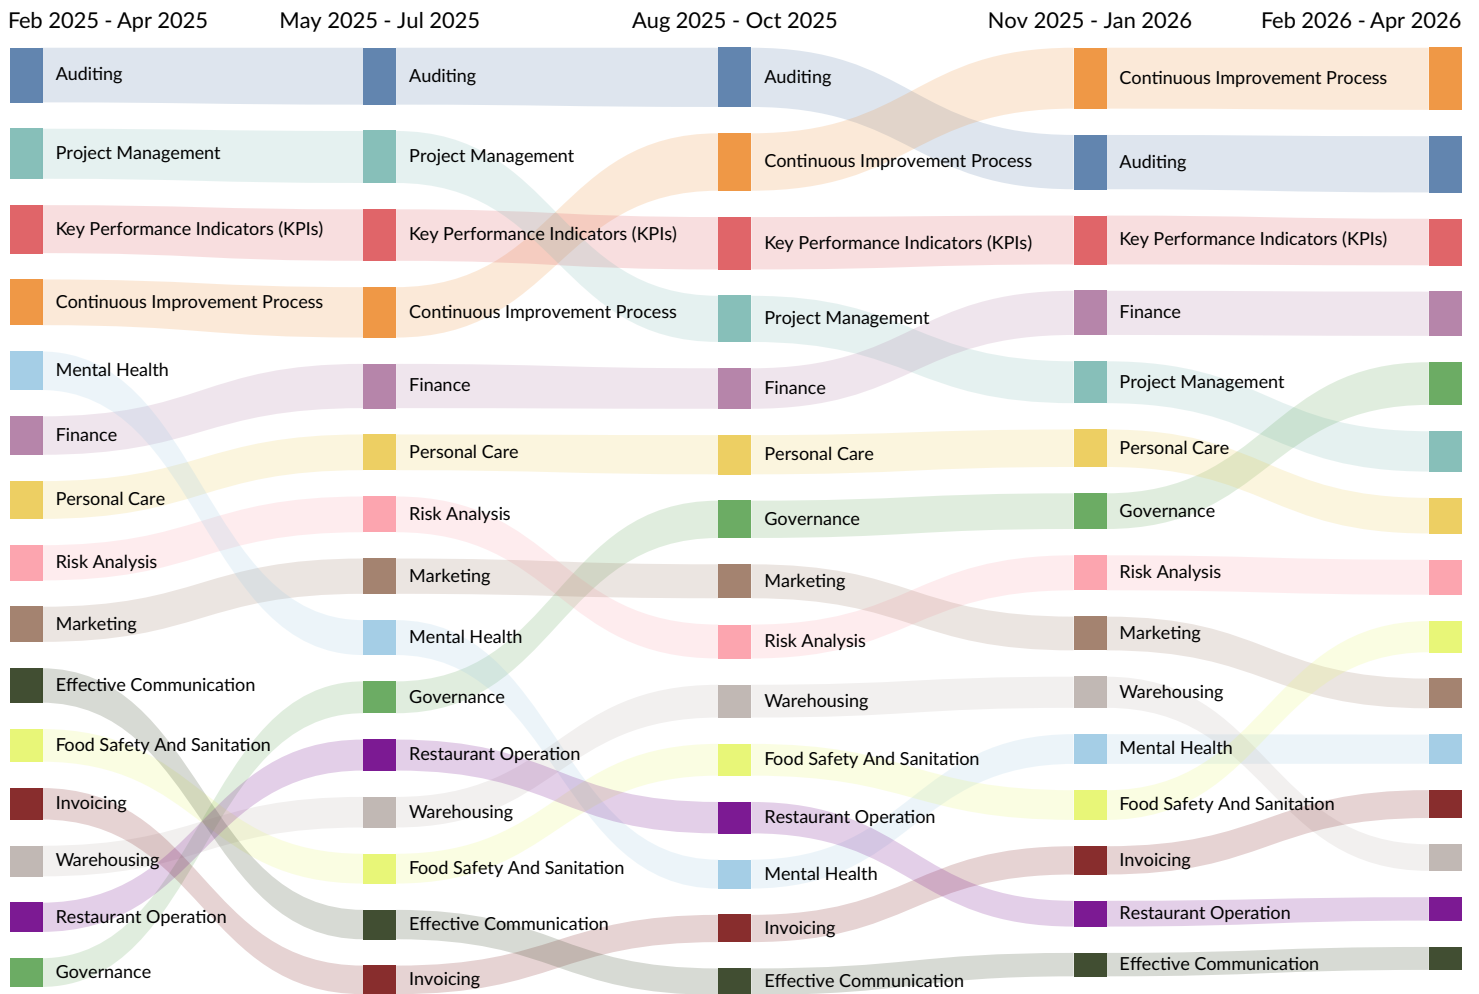 Feb 2025 - Apr 2025
May 2025 - Jul 2025
Aug 2025 - Oct 2025
Nov 2025 - Jan 2026
Feb 2026 - Apr 2026
Auditing
Project Management
Key Performance Indicators (KPIs)
Continuous Improvement Process
Mental Health
Finance
Personal Care
Risk Analysis
Marketing
Effective Communication
Food Safety And Sanitation
Invoicing
Warehousing
Restaurant Operation
Governance
Auditing
Project Management
Key Performance Indicators (KPIs)
Continuous Improvement Process
Finance
Personal Care
Risk Analysis
Marketing
Mental Health
Governance
Restaurant Operation
Warehousing
Food Safety And Sanitation
Effective Communication
Invoicing
Auditing
Continuous Improvement Process
Key Performance Indicators (KPIs)
Project Management
Finance
Personal Care
Governance
Marketing
Risk Analysis
Warehousing
Food Safety And Sanitation
Restaurant Operation
Mental Health
Invoicing
Effective Communication
Continuous Improvement Process
Auditing
Key Performance Indicators (KPIs)
Finance
Project Management
Personal Care
Governance
Risk Analysis
Marketing
Warehousing
Mental Health
Food Safety And Sanitation
Invoicing
Restaurant Operation
Effective Communication